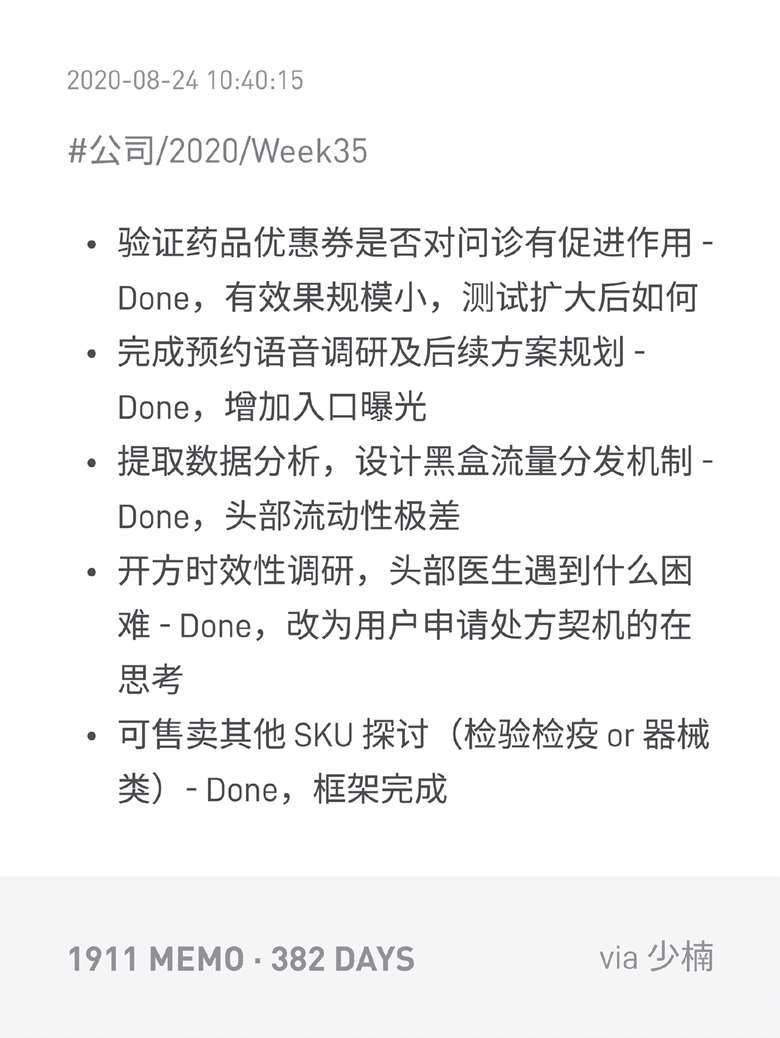 2020-08-24 10:40:15
#公司/2020/Week35
• 验证药品优惠券是否对问诊有促进作用 -
Done，有效果规模小，测试扩大后如何
• 完成预约语音调研及后续方案规划 -
Done，增加入口曝光
• 提取数据分析，设计黑盒流量分发机制 -
Done，头部流动性极差
• 开方时效性调研，头部医生遇到什么困
难 - Done，改为用户申请处方契机的在
思考
• 可售卖其他 SKU 探讨（检验检疫 or 器械
类）- Done，框架完成
1911 MEMO · 382 DAYS
via 少楠